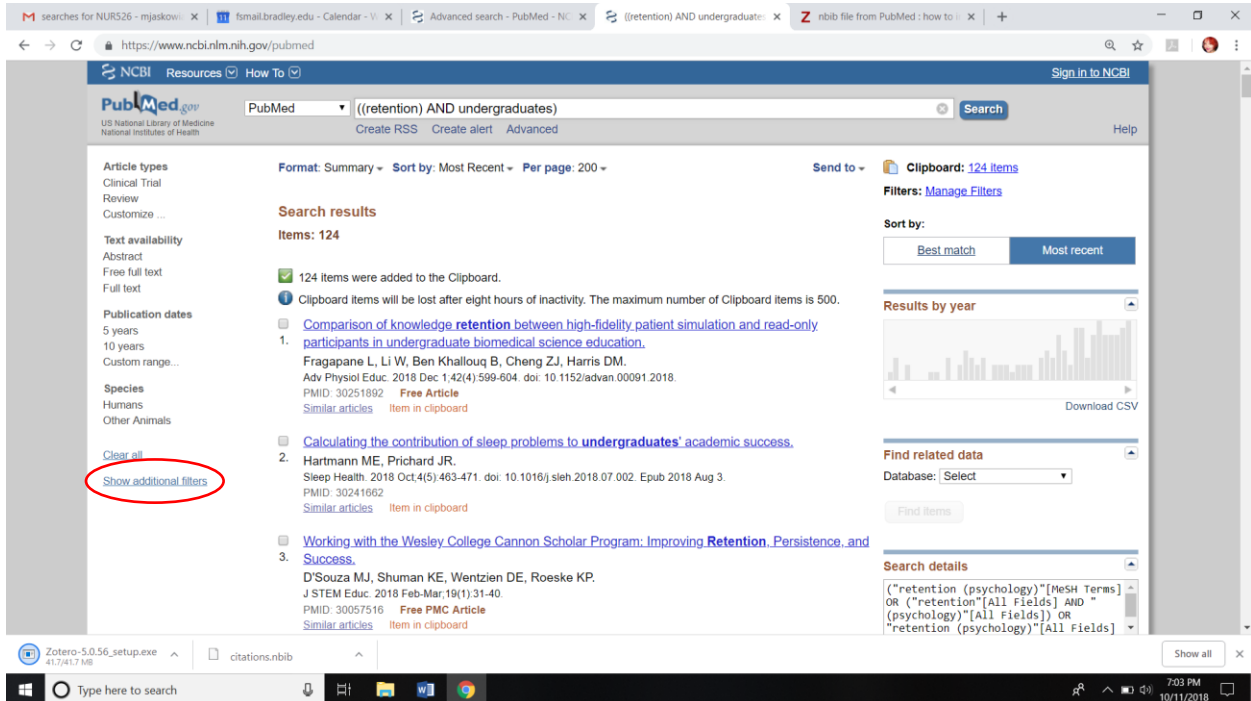 searches for NUR526 - mjaskowi
11 fsmail.bradley.edu - Calendar - W
Advanced search - PubMed - NC
((retention) AND undergraduates
Z nbib file from PubMed : how to i
https://www.ncbi.nlm.nih.gov/pubmed
NCBI Resources How To
Sign in to NCBI
PubMed.gov
US National Library of Medicine
National Institutes of Health
PubMed
((retention) AND undergraduates)
Search
Create RSS Create alert Advanced
Help
Article types
Clinical Trial
Review
Customize ...
Text availability
Abstract
Free full text
Full text
Publication dates
5 years
10 years
Custom range...
Species
Humans
Other Animals
Clear all
Show additional filters
Format: Summary Sort by: Most Recent Per page: 200
Send to
Search results
Items: 124
124 items were added to the Clipboard.
Clipboard items will be lost after eight hours of inactivity. The maximum number of Clipboard items is 500.
Comparison of knowledge retention between high-fidelity patient simulation and read-only
1. participants in undergraduate biomedical science education.
Fragapane L, Li W, Ben Khallouq B, Cheng ZJ, Harris DM.
Adv Physiol Educ. 2018 Dec 1;42(4):599-604. doi: 10.1152/advan.00091.2018.
PMID: 30251892 Free Article
Similar articles Item in clipboard
Calculating the contribution of sleep problems to undergraduates' academic success.
2. Hartmann ME, Prichard JR.
Sleep Health. 2018 Oct;4(5):463-471. doi: 10.1016/j.sleh.2018.07.002. Epub 2018 Aug 3.
PMID: 30241662
Similar articles Item in clipboard
Working with the Wesley College Cannon Scholar Program: Improving Retention, Persistence, and
3. Success.
D'Souza MJ, Shuman KE, Wentzien DE, Roeske KP.
J STEM Educ. 2018 Feb-Mar;19(1):31-40.
PMID: 30057516 Free PMC Article
Similar articles Item in clipboard
Clipboard: 124 items
Filters: Manage Filters
Sort by:
Best match Most recent
Results by year
Download CSV
Find related data
Database: Select
Find items
Search details
("retention (psychology)"[MeSH Terms]
OR ("retention"[All Fields] AND "
(psychology)"[All Fields]) OR
"retention (psychology)"[All Fields]
Zotero-5.0.56_setup.exe
41.7/41.7 MB
citations.nbib
Show all
Type here to search
7:03 PM
10/11/2018